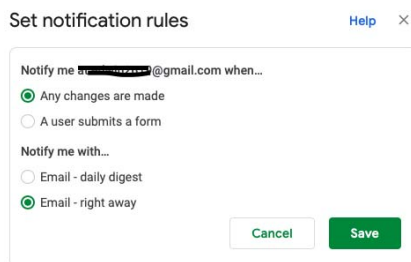 Set notification rules
Help
Notify me @gmail.com when...
Any changes are made
A user submits a form
Notify me with...
Email - daily digest
Email - right away
Cancel
Save